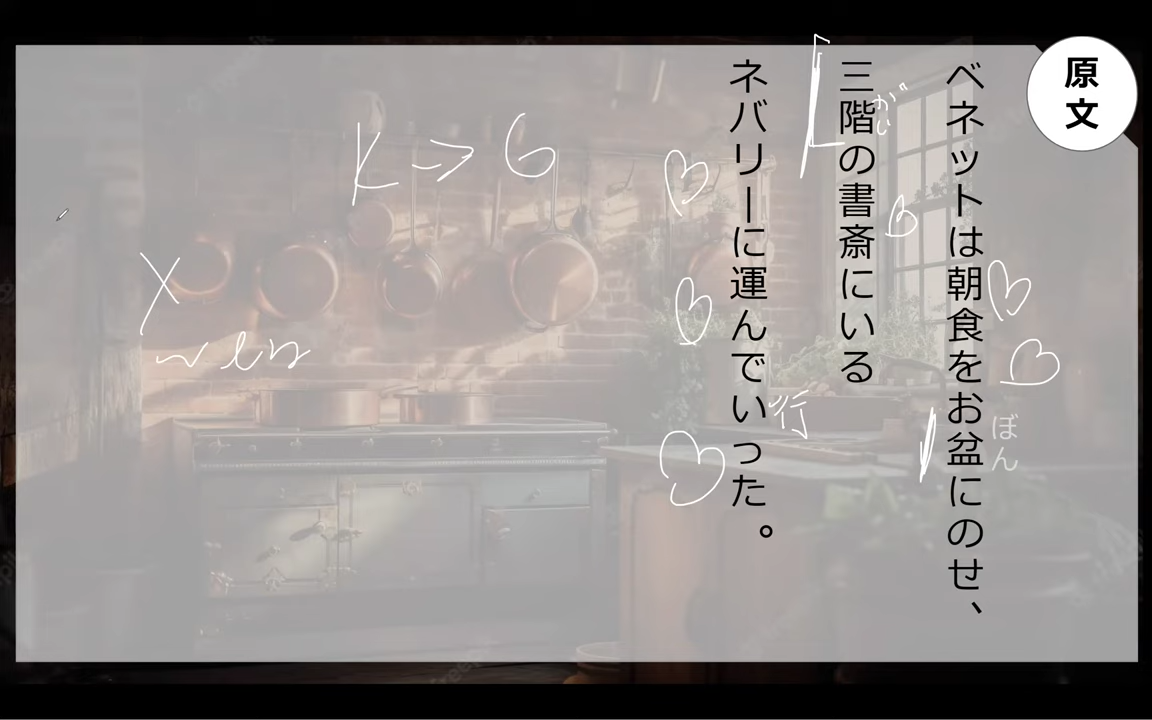 原文
ベネットは朝食をお盆にのせ、
ぼん
三階の書斎にいる
がい
ネバリーに運んでいった。
行
K→G